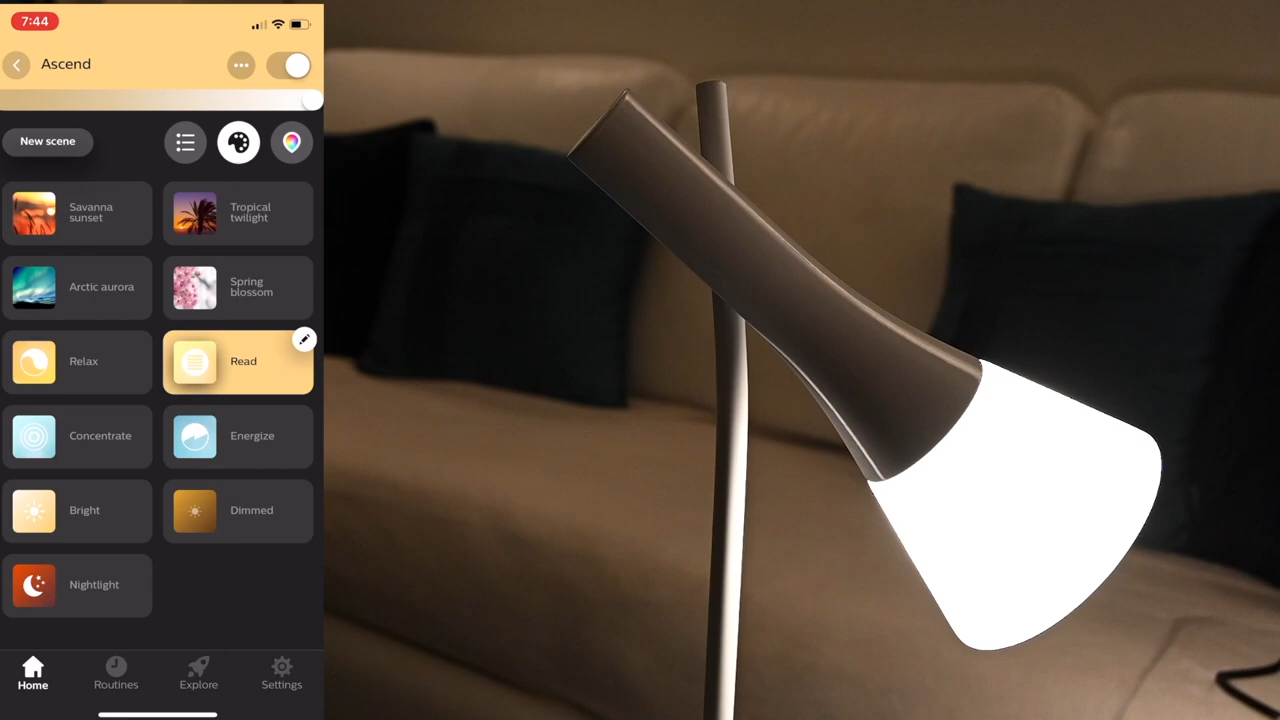 7:44
Ascend
New scene
Savanna
sunset
Tropical
twilight
Arctic aurora
Spring
blossom
Relax
Read
Concentrate
Energize
Bright
Dimmed
Nightlight
Home
Routines
Explore
Settings